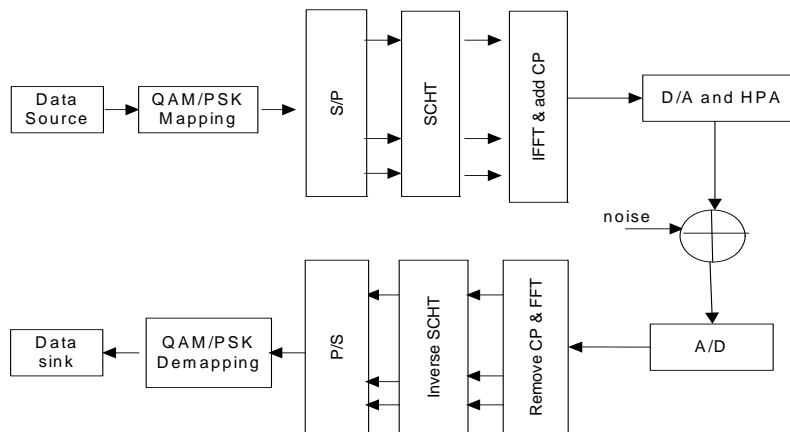 Data
Source
QAM/PSK
Mapping
S/P
SCHT
IFFT & add CP
D/A and HPA
noise
A/D
Remove CP & FFT
Inverse SCHT
P/S
QAM/PSK
Demapping
Data
sink